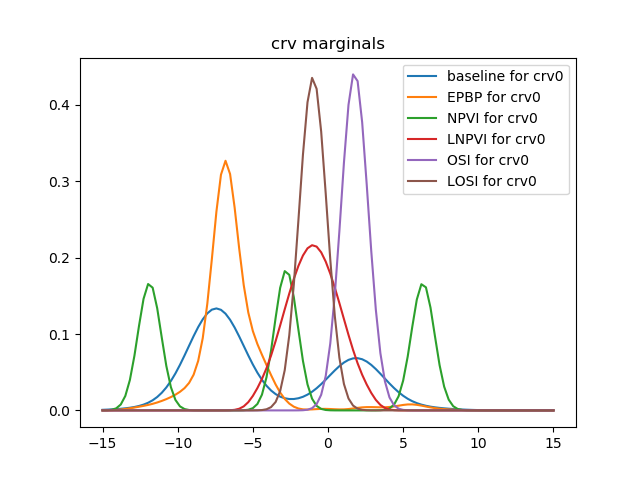 crv marginals
baseline for crv0
EPBP for crv0
NPVI for crv0
LNPVI for crv0
OSI for crv0
LOSI for crv0
0.4
0.3
0.2
0.1
0.0
−15 −10 −5 0 5 10 15